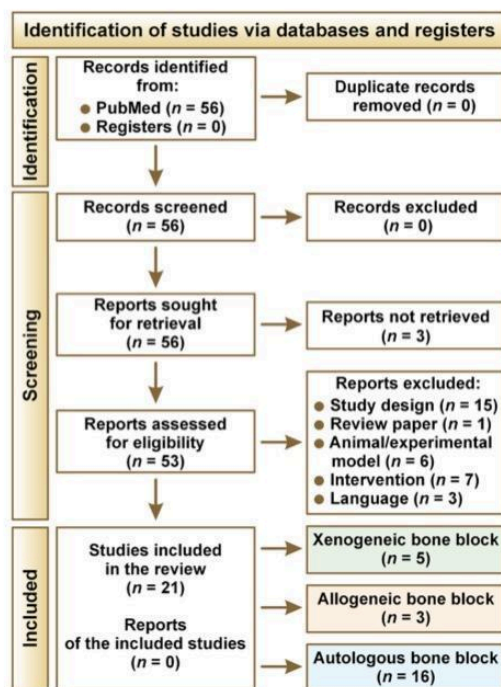 Identification of studies via databases and registers
Identification
Records identified
from:
● PubMed (n = 56)
● Registers (n = 0)
Duplicate records
removed (n = 0)
Screening
Records screened
(n = 56)
Records excluded
(n = 0)
Reports sought
for retrieval
(n = 56)
Reports not retrieved
(n = 3)
Reports assessed
for eligibility
(n = 53)
Reports excluded:
● Study design (n = 15)
● Review paper (n = 1)
● Animal/experimental
model (n = 6)
● Intervention (n = 7)
● Language (n = 3)
Included
Studies included
in the review
(n = 21)
Reports
of the included studies
(n = 0)
Xenogeneic bone block
(n = 5)
Allogeneic bone block
(n = 3)
Autologous bone block
(n = 16)